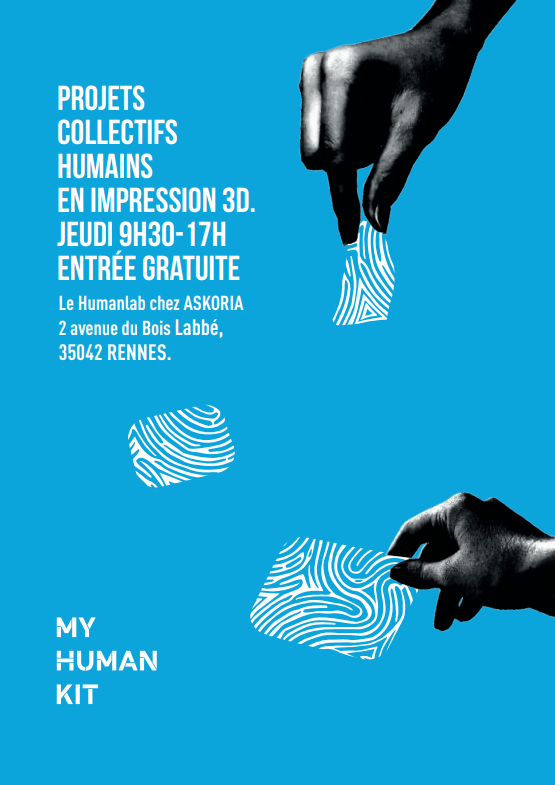 PROJETS
COLLECTIFS
HUMAINS
EN IMPRESSION 3D.
JEUDI 9H30-17H
ENTRÉE GRATUITE
Le Humanlab chez ASKORIA
2 avenue du Bois Labbé,
35042 RENNES.
MY
HUMAN
KIT